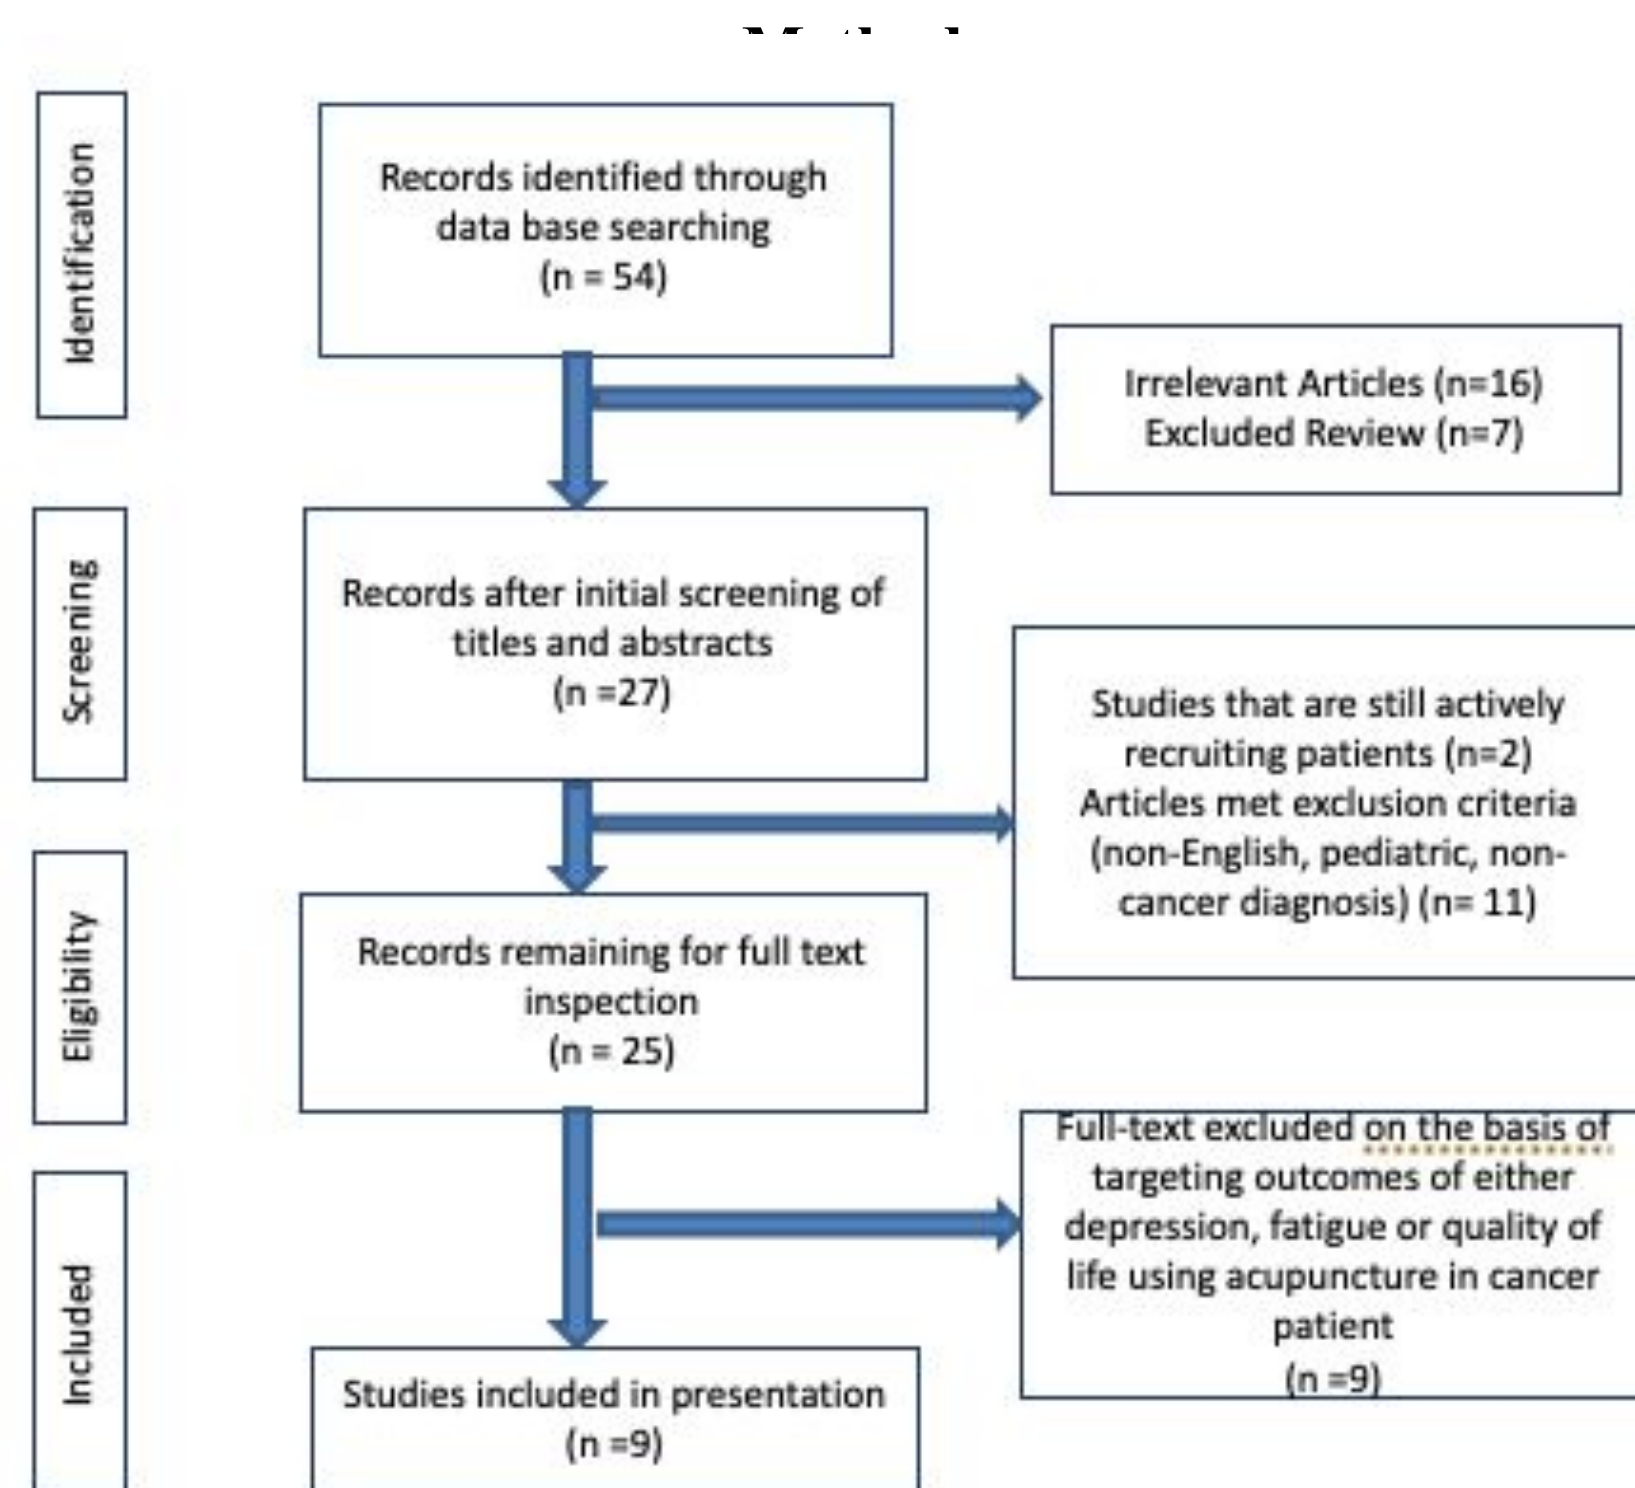 Identification
Records identified through
data base searching
(n = 54)
Irrelevant Articles (n=16)
Excluded Review (n=7)
Screening
Records after initial screening of
titles and abstracts
(n =27)
Studies that are still actively
recruiting patients (n=2)
Articles met exclusion criteria
(non-English, pediatric, non-
cancer diagnosis) (n= 11)
Eligibility
Records remaining for full text
inspection
(n = 25)
Full-text excluded on the basis of
targeting outcomes of either
depression, fatigue or quality of
life using acupuncture in cancer
patient
(n =9)
Included
Studies included in presentation
(n =9)